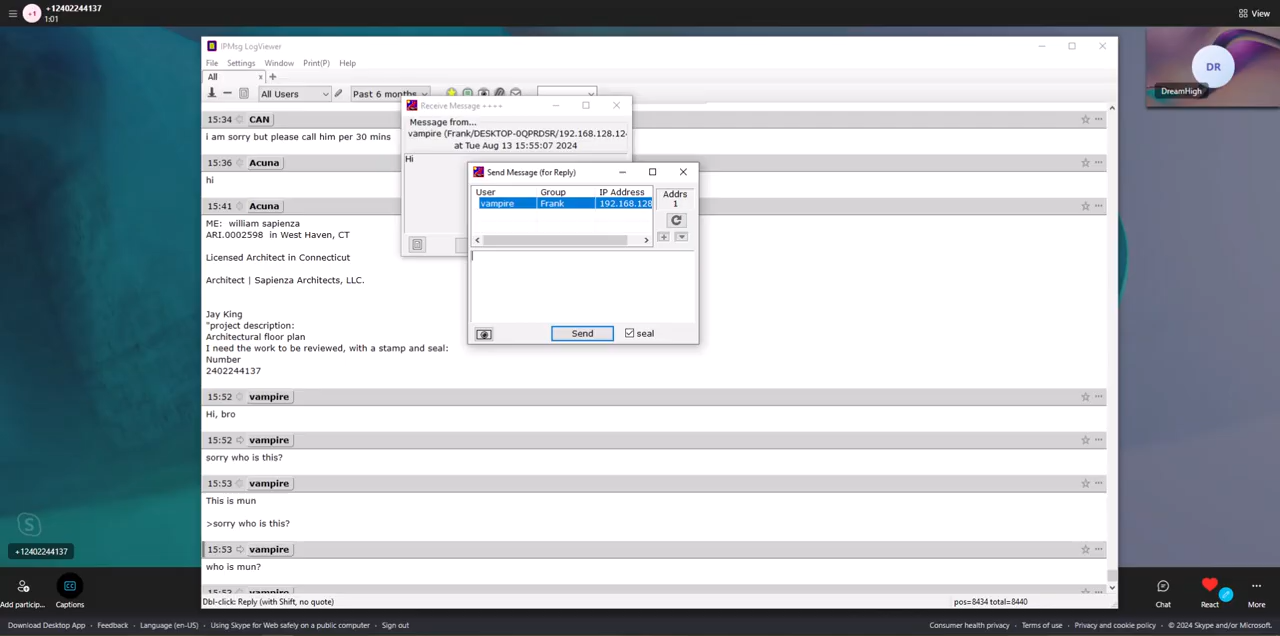 +1
+12402244137
1:01
View
IPMsg LogViewer
File Settings Window Print(P) Help
All x +
All Users Past 6 months
15:34 CAN
i am sorry but please call him per 30 mins
15:36 Acuna
hi
15:41 Acuna
ME: william sapienza
ARI.0002598 in West Haven, CT
Licensed Architect in Connecticut
Architect | Sapienza Architects, LLC.
Jay King
"project description:
Architectural floor plan
I need the work to be reviewed, with a stamp and seal:
Number
2402244137
15:52 vampire
Hi, bro
15:52 vampire
sorry who is this?
15:53 vampire
This is mun
>sorry who is this?
15:53 vampire
who is mun?
15:53 vampire
Dbl-click: Reply (with Shift, no quote)
pos=8434 total=8440
Receive Message ++++
Message from...
vampire (Frank/DESKTOP-0QPRDSR/192.168.128.12
at Tue Aug 13 15:55:07 2024
Hi
Send Message (for Reply)
User Group IP Address
vampire Frank 192.168.128
Addrs
1
Send
seal
DR
DreamHigh
S
+12402244137
Add particip...
Captions
Chat
React
More
Download Desktop App · Feedback · Language (en-US) · Using Skype for Web safely on a public computer · Sign out
Consumer health privacy · Terms of use · Privacy and cookie policy · © 2024 Skype and/or Microsoft.